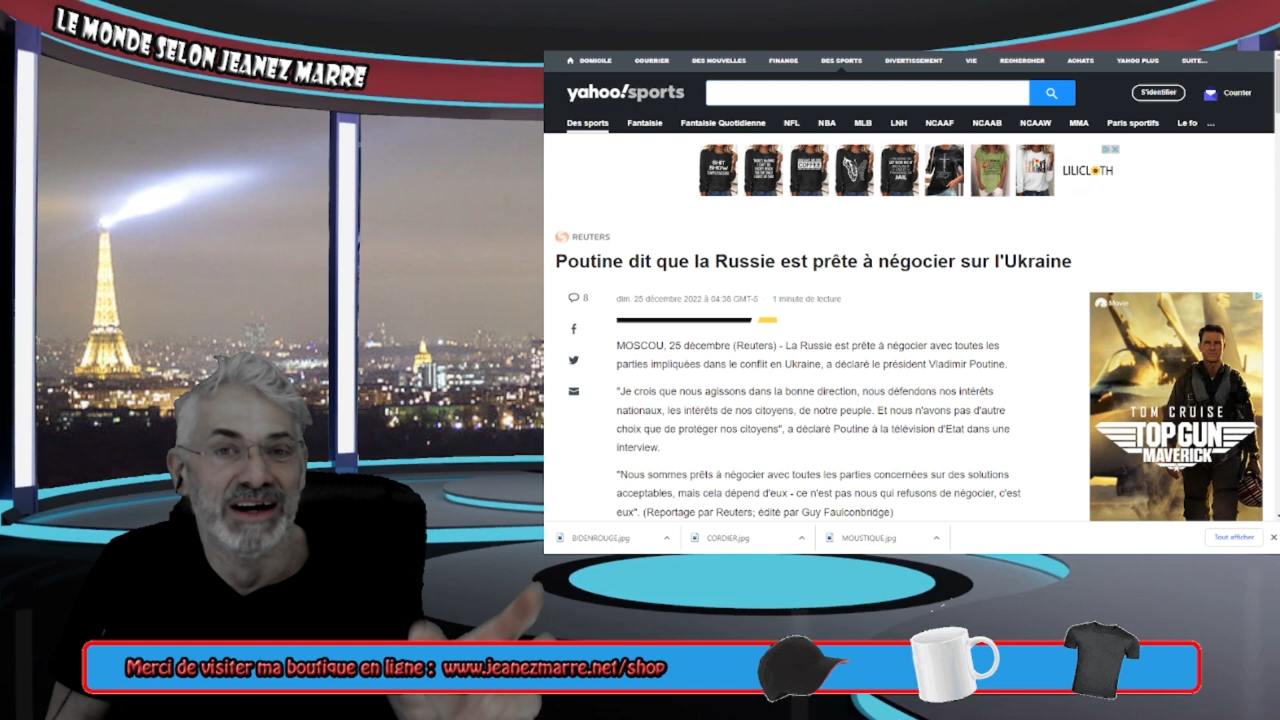 LE MONDE SELON JEANEZ MARRE
DOMICILE COURRIER DES NOUVELLES FINANCE DES SPORTS DIVERTISSEMENT VIE RECHERCHER ACHATS YAHOO PLUS SUITE...
yahoo!sports
S'identifier
Courrier
Des sports Fantaisie Fantaisie Quotidienne NFL NBA MLB LNH NCAAF NCAAB NCAAW MMA Paris sportifs Le fo ...
LILICLOTH
REUTERS
Poutine dit que la Russie est prête à négocier sur l'Ukraine
8
dim. 25 décembre 2022 à 04:38 GMT-6 1 minute de lecture
MOSCOU, 25 décembre (Reuters) - La Russie est prête à négocier avec toutes les
parties impliquées dans le conflit en Ukraine, a déclaré le président Vladimir Poutine.
"Je crois que nous agissons dans la bonne direction, nous défendons nos intérêts
nationaux, les intérêts de nos citoyens, de notre peuple. Et nous n'avons pas d'autre
choix que de protéger nos citoyens", a déclaré Poutine à la télévision d'Etat dans une
interview.
"Nous sommes prêts à négocier avec toutes les parties concernées sur des solutions
acceptables, mais cela dépend d'eux - ce n'est pas nous qui refusons de négocier, c'est
eux". (Reportage par Reuters; édité par Guy Faulconbridge)
Movie
TOM CRUISE
TOP GUN
MAVERICK
BIDENROUGE.jpg
CORDIER.jpg
MOUSTIQUE.jpg
Tout afficher
Merci de visiter ma boutique en ligne : www.jeanezmarre.net/shop